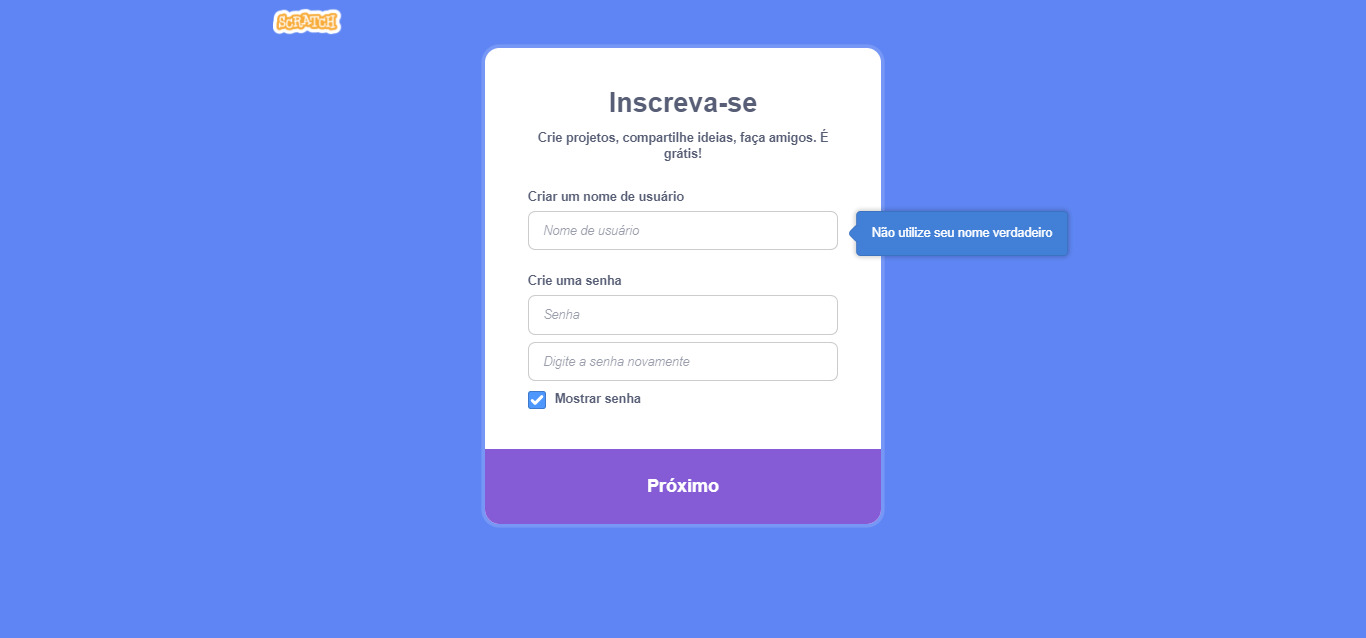 SCRATCH
Inscreva-se
Crie projetos, compartilhe ideias, faça amigos. É
grátis!
Criar um nome de usuário
Nome de usuário
Não utilize seu nome verdadeiro
Crie uma senha
Senha
Digite a senha novamente
Mostrar senha
Próximo